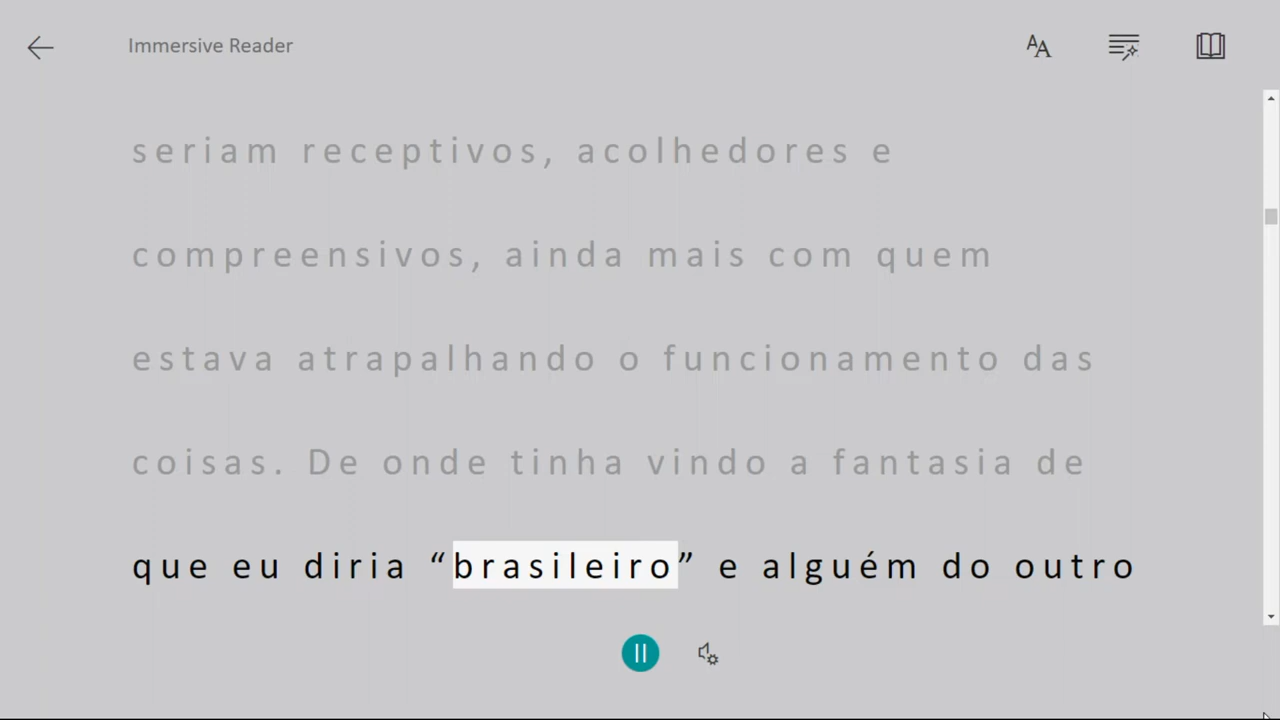 Immersive Reader
seriam receptivos, acolhedores e
compreensivos, ainda mais com quem
estava atrapalhando o funcionamento das
coisas. De onde tinha vindo a fantasia de
que eu diria “brasileiro” e alguém do outro